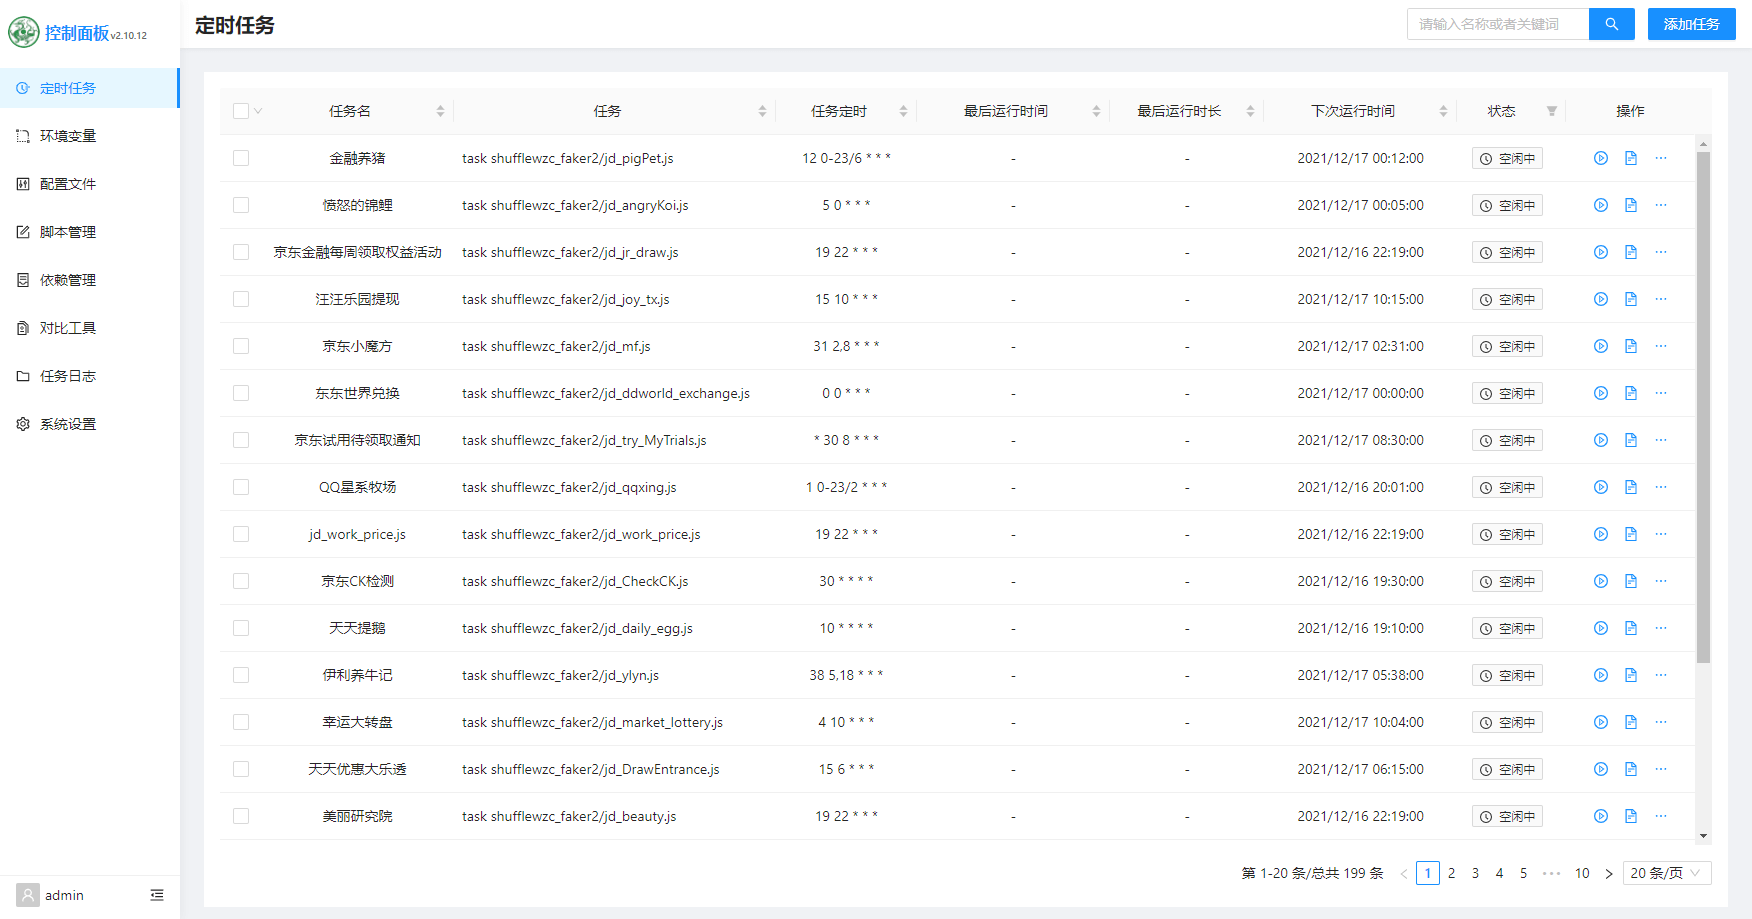 控制面板 v2.10.12
定时任务
请输入名称或者关键词
添加任务
定时任务
环境变量
配置文件
脚本管理
依赖管理
对比工具
任务日志
系统设置
任务名 任务 任务定时 最后运行时间 最后运行时长 下次运行时间 状态 操作
金融养猪 task shufflewzc_faker2/jd_pigPet.js 12 0-23/6 * * * - - 2021/12/17 00:12:00 空闲中
愤怒的锦鲤 task shufflewzc_faker2/jd_angryKoi.js 5 0 * * * - - 2021/12/17 00:05:00 空闲中
京东金融每周领取权益活动 task shufflewzc_faker2/jd_jr_draw.js 19 22 * * * - - 2021/12/16 22:19:00 空闲中
汪汪乐园提现 task shufflewzc_faker2/jd_joy_tx.js 15 10 * * * - - 2021/12/17 10:15:00 空闲中
京东小魔方 task shufflewzc_faker2/jd_mf.js 31 2,8 * * * - - 2021/12/17 02:31:00 空闲中
东东世界兑换 task shufflewzc_faker2/jd_ddworld_exchange.js 0 0 * * * - - 2021/12/17 00:00:00 空闲中
京东试用待领取通知 task shufflewzc_faker2/jd_try_MyTrials.js * 30 8 * * * - - 2021/12/17 08:30:00 空闲中
QQ星系牧场 task shufflewzc_faker2/jd_qqxing.js 1 0-23/2 * * * - - 2021/12/16 20:01:00 空闲中
jd_work_price.js task shufflewzc_faker2/jd_work_price.js 19 22 * * * - - 2021/12/16 22:19:00 空闲中
京东CK检测 task shufflewzc_faker2/jd_CheckCK.js 30 * * * * - - 2021/12/16 19:30:00 空闲中
天天提鹅 task shufflewzc_faker2/jd_daily_egg.js 10 * * * * - - 2021/12/16 19:10:00 空闲中
伊利养牛记 task shufflewzc_faker2/jd_ylyn.js 38 5,18 * * * - - 2021/12/17 05:38:00 空闲中
幸运大转盘 task shufflewzc_faker2/jd_market_lottery.js 4 10 * * * - - 2021/12/17 10:04:00 空闲中
天天优惠大乐透 task shufflewzc_faker2/jd_DrawEntrance.js 15 6 * * * - - 2021/12/17 06:15:00 空闲中
美丽研究院 task shufflewzc_faker2/jd_beauty.js 19 22 * * * - - 2021/12/16 22:19:00 空闲中
第 1-20 条/总共 199 条 < 1 2 3 4 5 ••• 10 > 20 条/页
admin